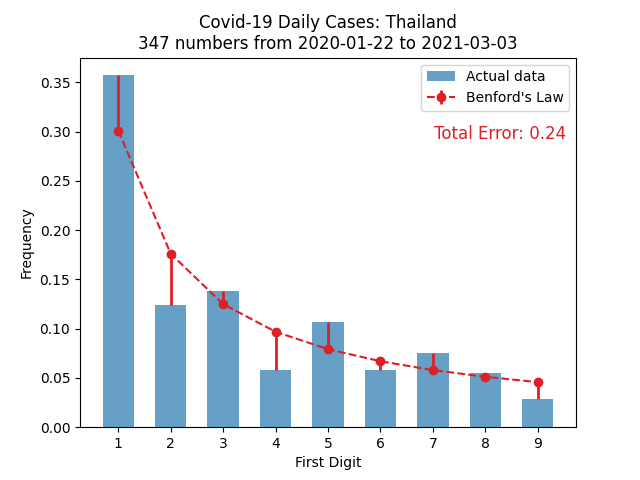 Covid-19 Daily Cases: Thailand
347 numbers from 2020-01-22 to 2021-03-03
Actual data
Benford's Law
Total Error: 0.24
Frequency
0.35
0.30
0.25
0.20
0.15
0.10
0.05
0.00
1 2 3 4 5 6 7 8 9
First Digit